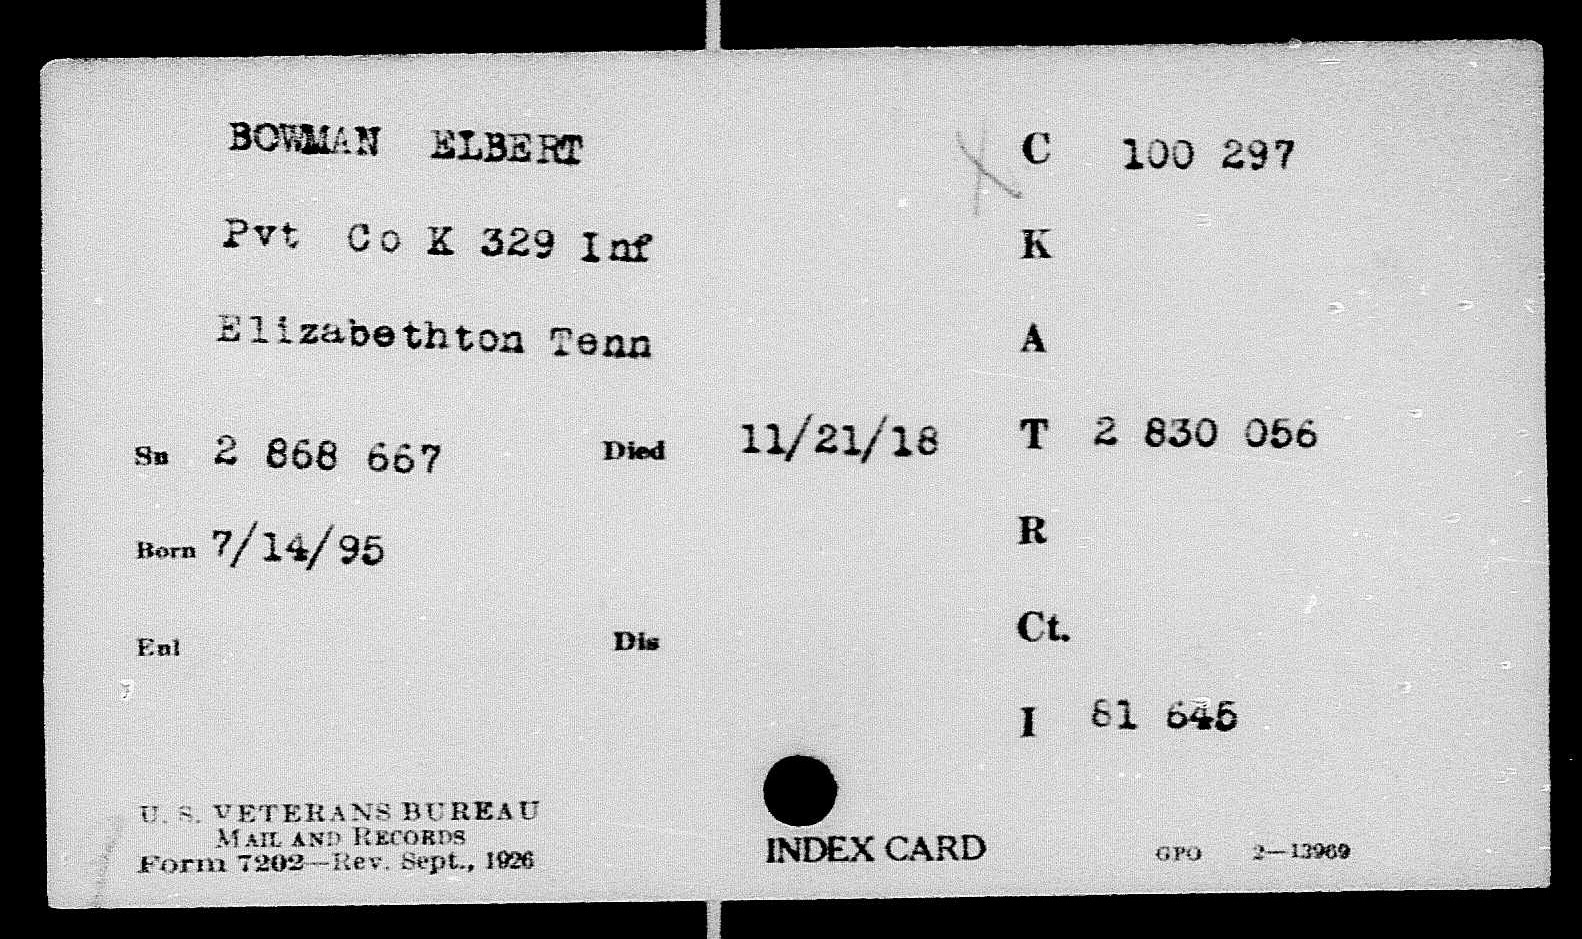 BOWMAN ELBERT
C 100 297
Pvt Co K 329 Inf
K
Elizabethton Tenn
A
Sn 2 868 667 Died 11/21/18
T 2 830 056
Born 7/14/95
R
Enl Dis
Ct.
I 81 645
U. S. VETERANS BUREAU
MAIL AND RECORDS
Form 7202—Rev. Sept., 1926
INDEX CARD
GPO 2—13969